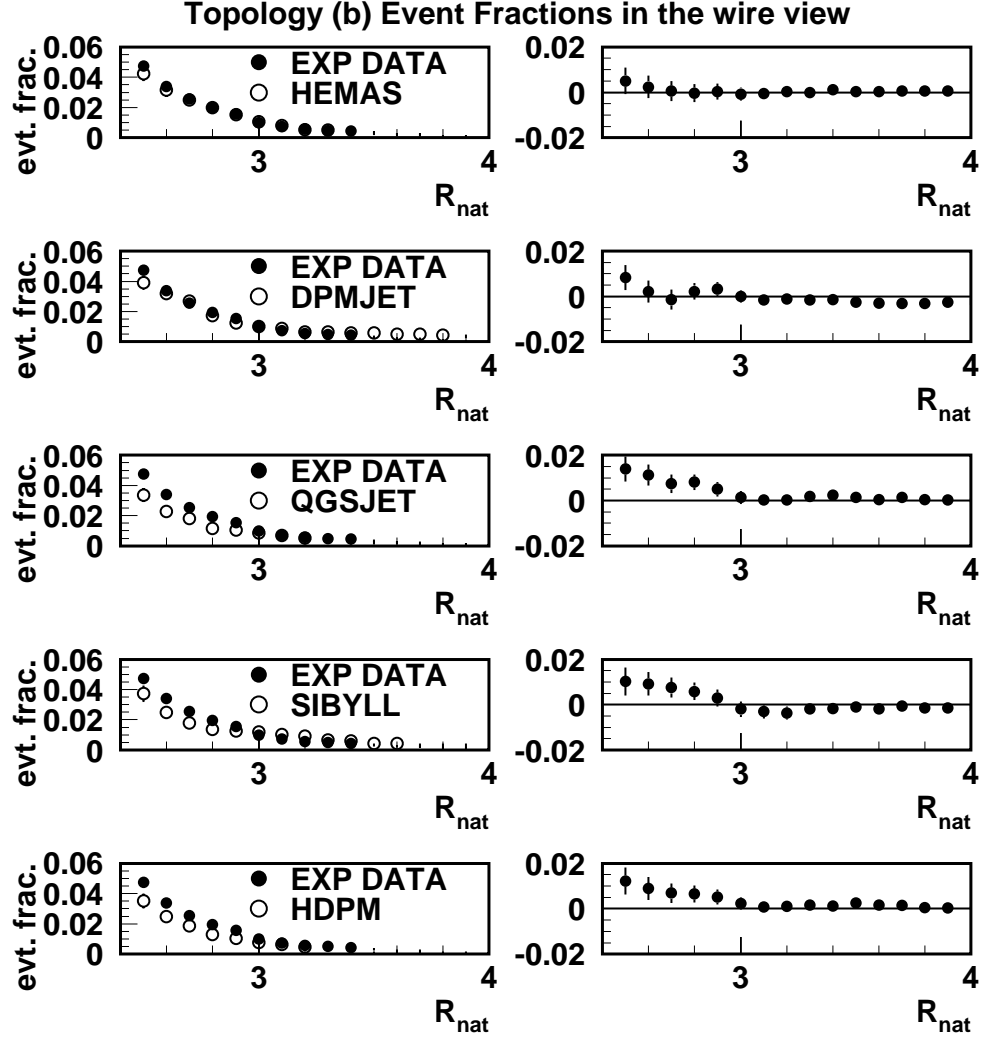 Topology (b) Event Fractions in the wire view
evt. frac.
0.06
0.04
0.02
0
EXP DATA
HEMAS
3
4
R_nat
0.02
0
-0.02
3
4
R_nat
evt. frac.
0.06
0.04
0.02
0
EXP DATA
DPMJET
3
4
R_nat
0.02
0
-0.02
3
4
R_nat
evt. frac.
0.06
0.04
0.02
0
EXP DATA
QGSJET
3
4
R_nat
0.02
0
-0.02
3
4
R_nat
evt. frac.
0.06
0.04
0.02
0
EXP DATA
SIBYLL
3
4
R_nat
0.02
0
-0.02
3
4
R_nat
evt. frac.
0.06
0.04
0.02
0
EXP DATA
HDPM
3
4
R_nat
0.02
0
-0.02
3
4
R_nat